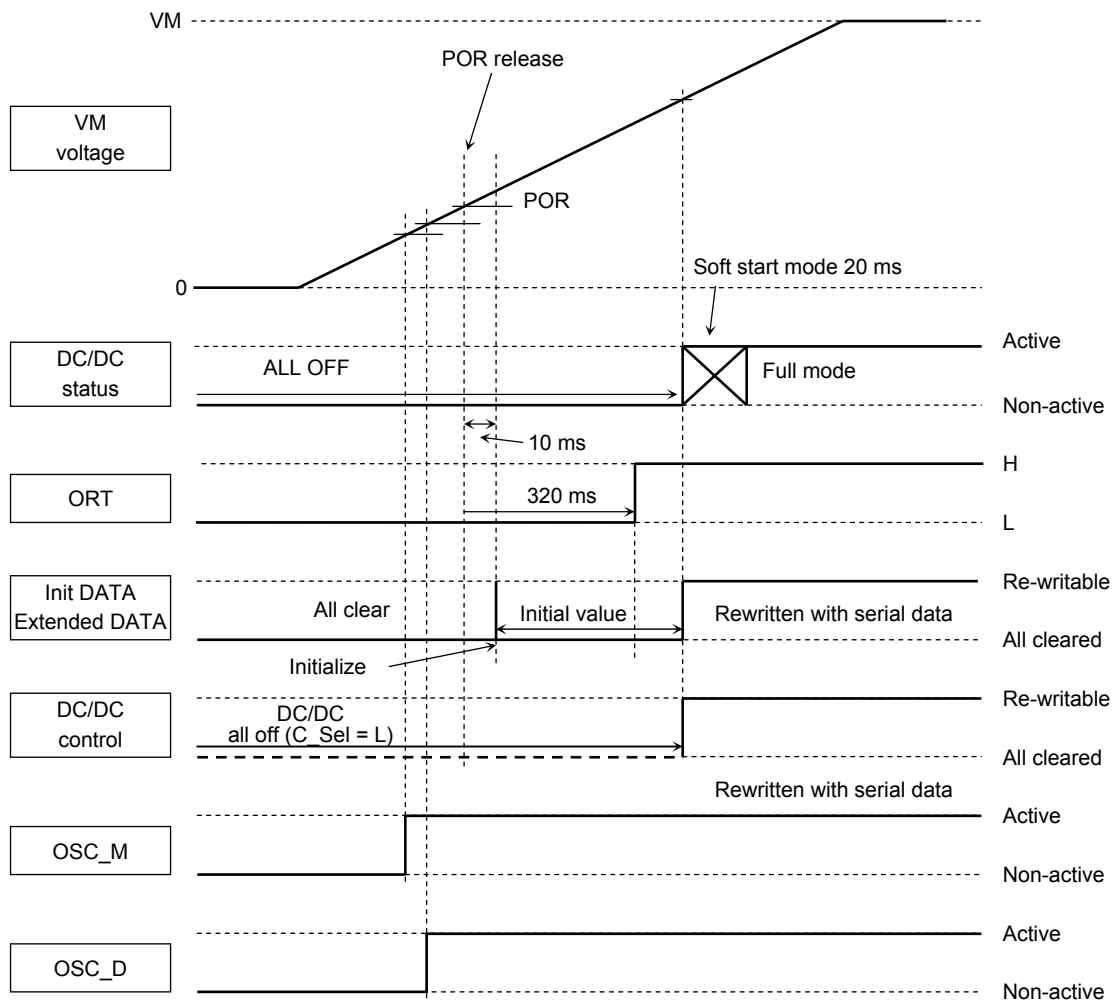 VM
POR release
VM
voltage
POR
Soft start mode 20 ms
0
DC/DC
status
ALL OFF
Full mode
Active
Non-active
10 ms
ORT
320 ms
H
L
Init DATA
Extended DATA
All clear
Initial value
Rewritten with serial data
Re-writable
All cleared
Initialize
DC/DC
control
DC/DC
all off (C_Sel = L)
Re-writable
All cleared
Rewritten with serial data
OSC_M
Active
Non-active
OSC_D
Active
Non-active